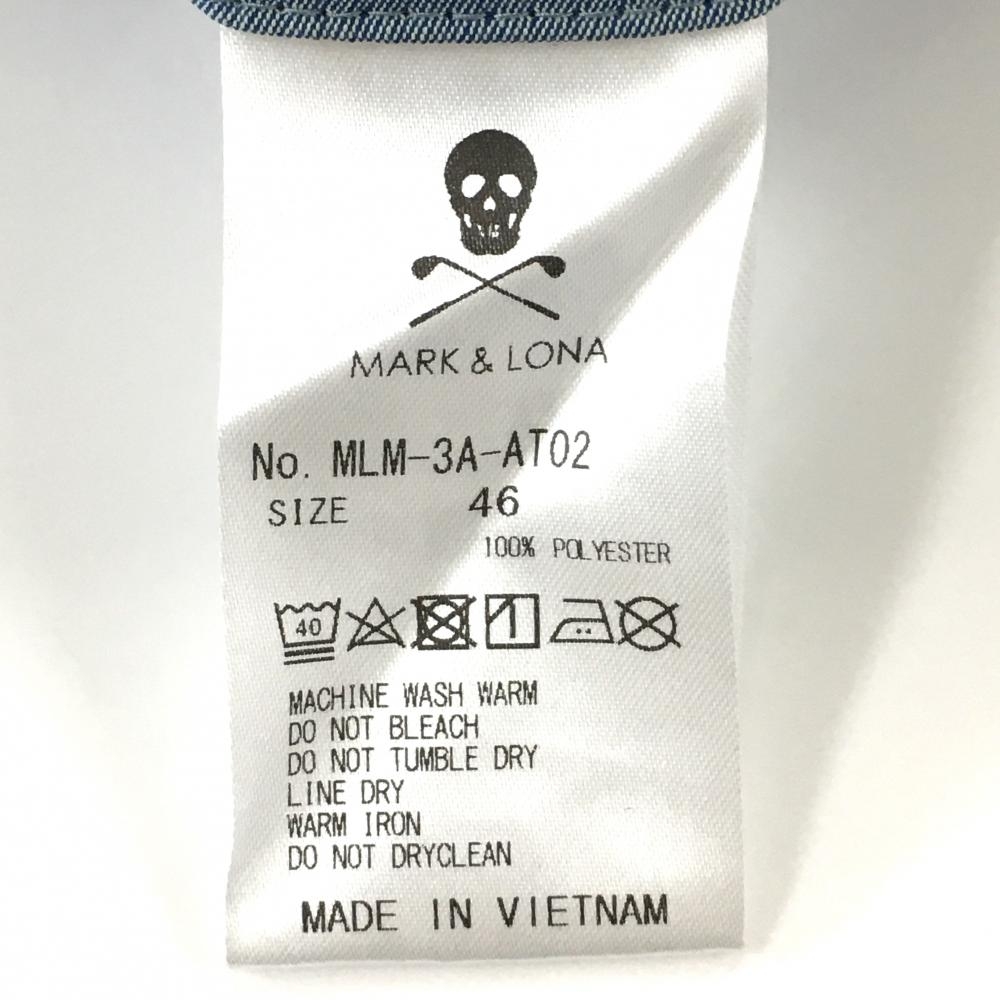 MARK & LONA
No. MLM-3A-AT02
SIZE 46
100% POLYESTER
40
MACHINE WASH WARM
DO NOT BLEACH
DO NOT TUMBLE DRY
LINE DRY
WARM IRON
DO NOT DRYCLEAN
MADE IN VIETNAM